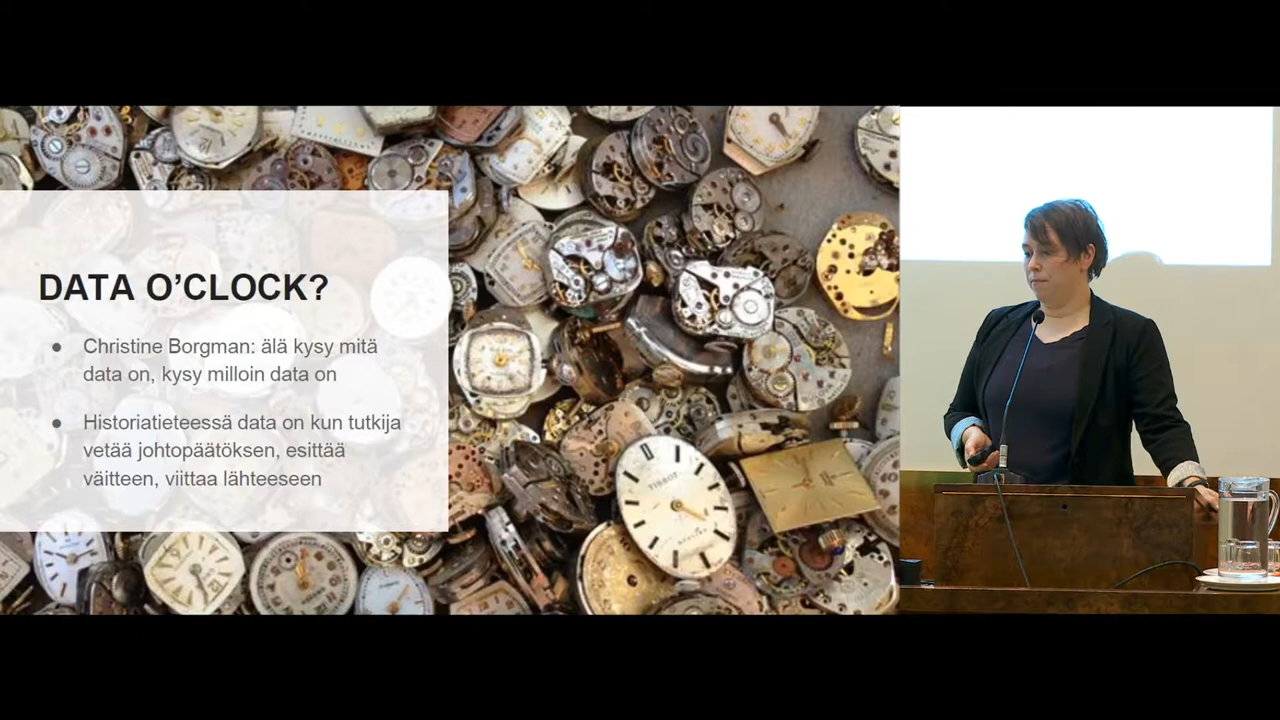 DATA O’CLOCK?
● Christine Borgman: älä kysy mitä
data on, kysy milloin data on
● Historiatieteessä data on kun tutkija
vetää johtopäätöksen, esittää
väitteen, viittaa lähteeseen
TISSOT